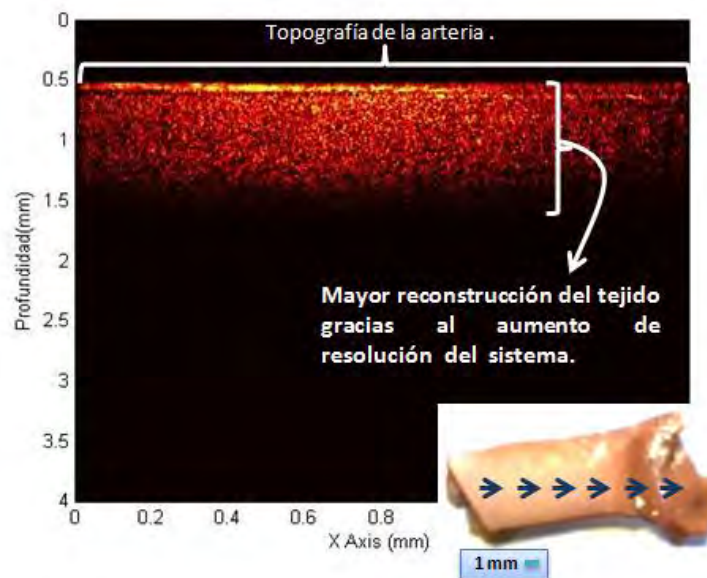 Topografía de la arteria .
0
0.5
1
1.5
2
2.5
3
3.5
4
Profundidad(mm)
Mayor reconstrucción del tejido
gracias al aumento de
resolución del sistema.
0 0.2 0.4 0.6 0.8
X Axis (mm)
1 mm